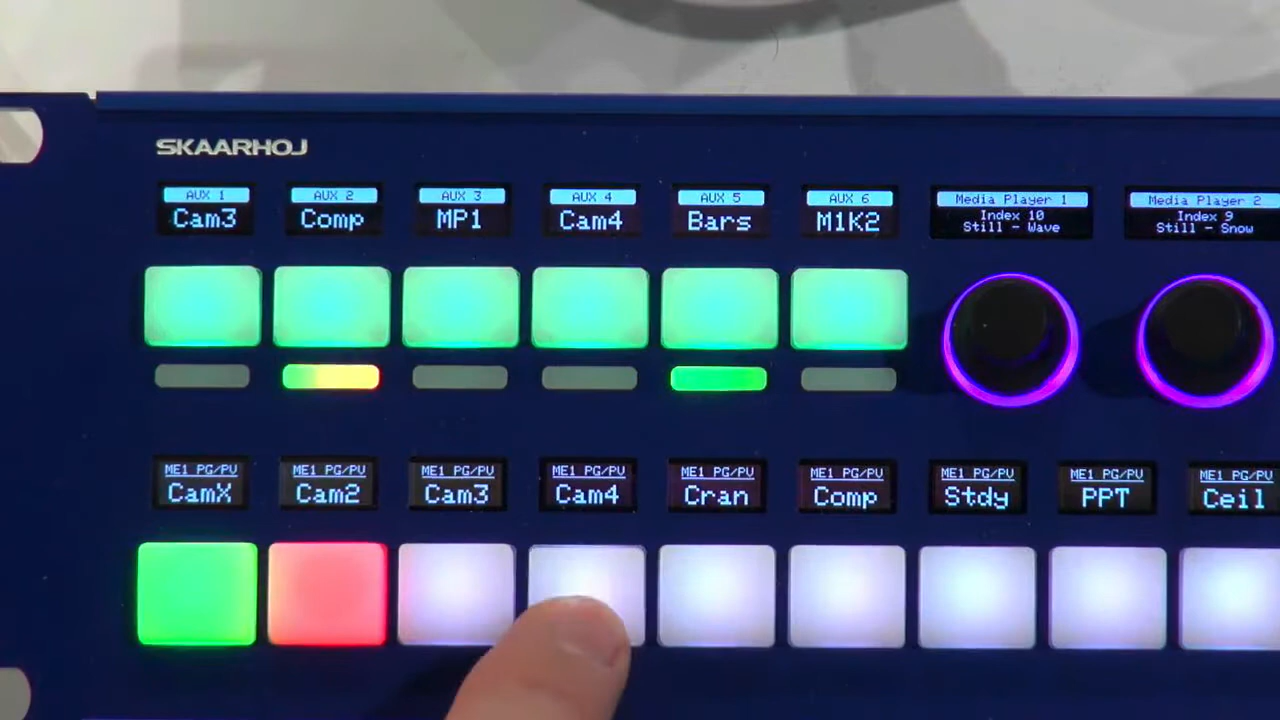 SKAARHOJ
AUX 1 AUX 2 AUX 3 AUX 4 AUX 5 AUX 6 Media Player 1 Media Player 2
Cam3 Comp MP1 Cam4 Bars M1K2 Index 10 Index 9
Still - Wave Still - Snow
ME1 PG/PV ME1 PG/PV ME1 PG/PV ME1 PG/PV ME1 PG/PV ME1 PG/PV ME1 PG/PV ME1 PG/PV ME1 PG/PV
CamX Cam2 Cam3 Cam4 Cran Comp Stdy PPT Ceil